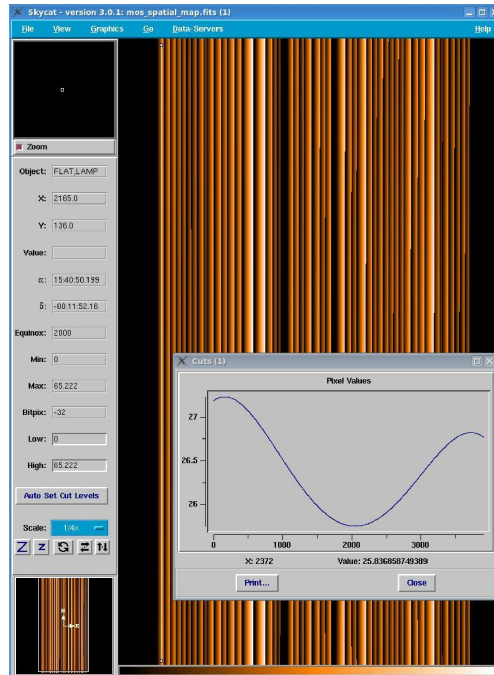 Skycat - version 3.0.1: mos_spatial_map.fits (1)
File View Graphics Go Data-Servers Help
Zoom
Object: FLAT,LAMP
X: 2165.0
Y: 136.0
Value:
α: 15:40:50.199
δ: -00:11:52.16
Equinox: 2000
Min: 0
Max: 65.222
Bitpix: -32
Low: 0
High: 65.222
Auto Set Cut Levels
Scale: 1/4x
Z z
Cuts (1)
Pixel Values
27
26.5
26
0 1000 2000 3000
X: 2372 Value: 25.836858749389
Print... Close